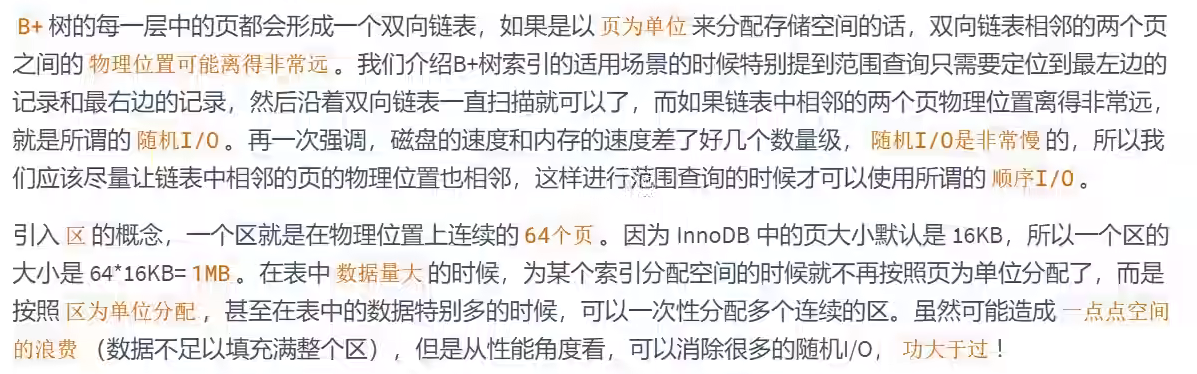 B+ 树的每一层中的页都会形成一个双向链表，如果是以 页为单位 来分配存储空间的话，双向链表相邻的两个页
之间的 物理位置可能离得非常远 。我们介绍B+树索引的适用场景的时候特别提到范围查询只需要定位到最左边的
记录和最右边的记录，然后沿着双向链表一直扫描就可以了，而如果链表中相邻的两个页物理位置离得非常远，
就是所谓的 随机I/O 。再一次强调，磁盘的速度和内存的速度差了好几个数量级， 随机I/O是非常慢 的，所以我
们应该尽量让链表中相邻的页的物理位置也相邻，这样进行范围查询的时候才可以使用所谓的 顺序I/O 。
引入 区 的概念，一个区就是在物理位置上连续的 64个页 。因为 InnoDB 中的页大小默认是 16KB，所以一个区的
大小是 64*16KB= 1MB 。在表中 数据量大 的时候，为某个索引分配空间的时候就不再按照页为单位分配了，而是
按照 区为单位分配 ，甚至在表中的数据特别多的时候，可以一次性分配多个连续的区。虽然可能造成 一点点空间
的浪费 （数据不足以填充满整个区），但是从性能角度看，可以消除很多的随机I/O， 功大于过 ！